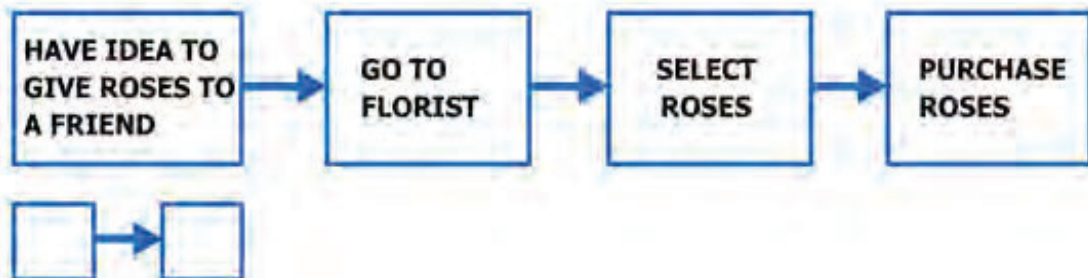 HAVE IDEA TO
GIVE ROSES TO
A FRIEND
GO TO
FLORIST
SELECT
ROSES
PURCHASE
ROSES